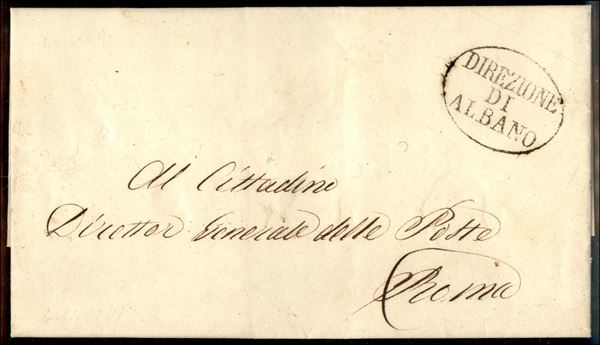 DIREZIONE
DI
ALBANO
Al Cittadino
Direttor Generale delle Poste
Roma